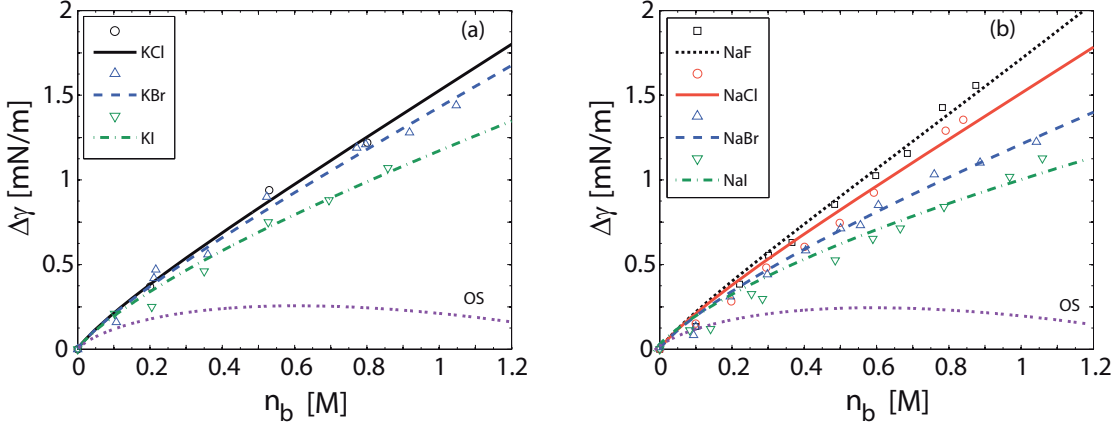 (a)
KCl
KBr
KI
OS
2
1.5
1
0.5
0
Δγ [mN/m]
0 0.2 0.4 0.6 0.8 1 1.2
n_b [M]
(b)
NaF
NaCl
NaBr
NaI
OS
2
1.5
1
0.5
0
Δγ [mN/m]
0 0.2 0.4 0.6 0.8 1 1.2
n_b [M]